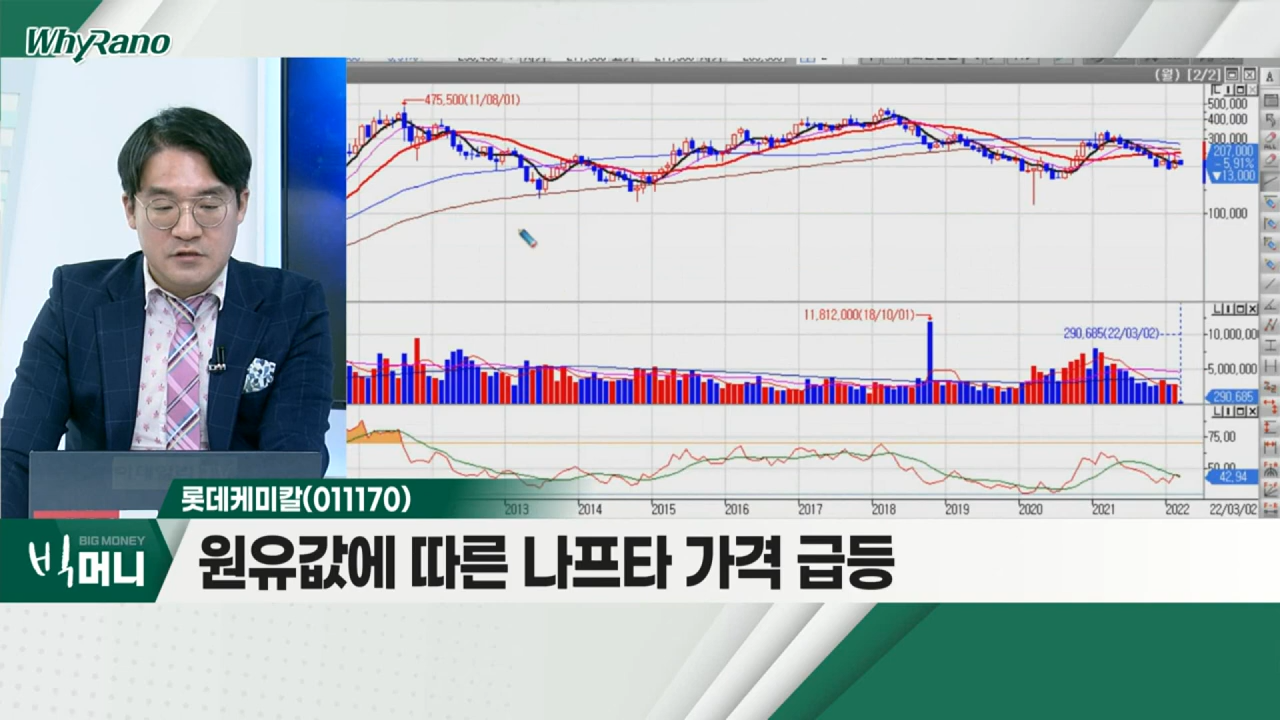 WhyRano
(월) [2/2]
475,500(11/08/01)
500,000
400,000
300,000
207,000
- 5,91%
▼13,000
100,000
11,812,000(18/10/01)
290,685(22/03/02)
10,000,000
5,000,000
290,685
75,00
50,00
42,94
2013 2014 2015 2016 2017 2018 2019 2020 2021 2022 22/03/02
롯데케미칼(011170)
BIG MONEY
빅머니
원유값에 따른 나프타 가격 급등